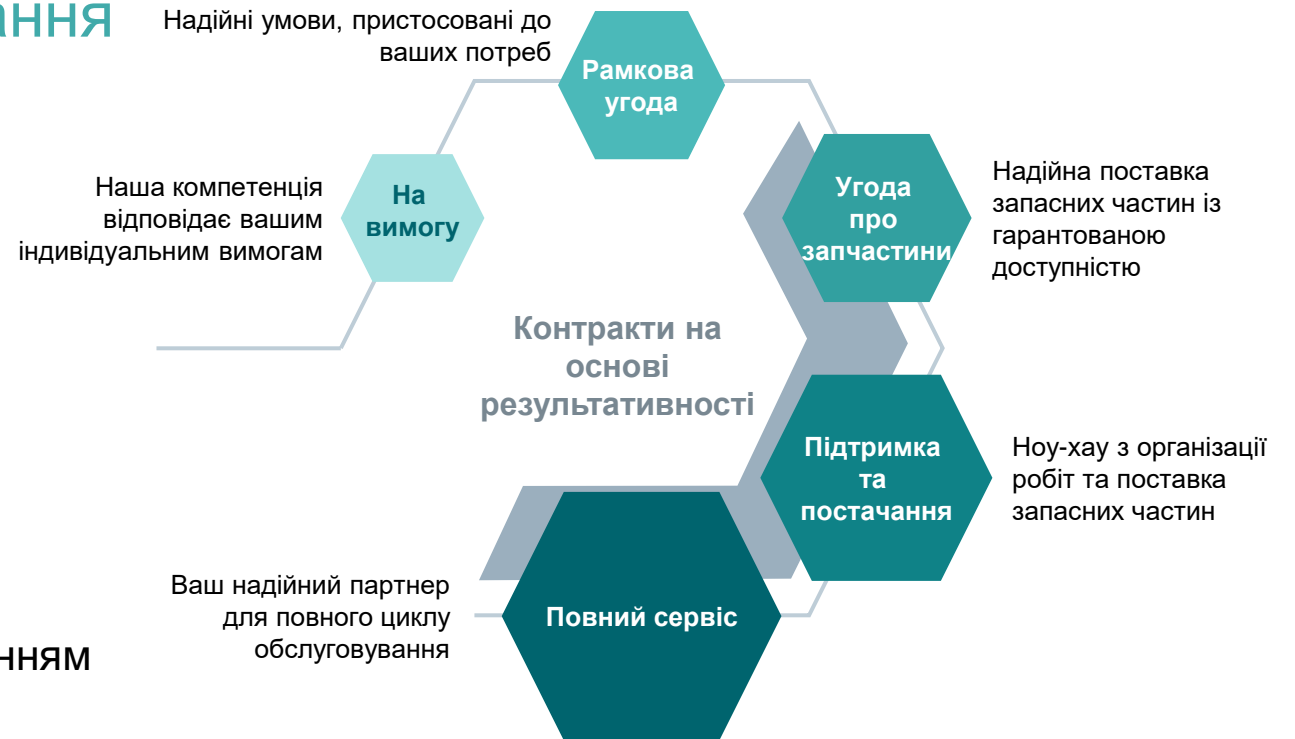 ання
Надійні умови, пристосовані до
ваших потреб
Рамкова
угода
Наша компетенція
відповідає вашим
індивідуальним вимогам
На
вимогу
Угода
про
запчастини
Надійна поставка
запасних частин із
гарантованою
доступністю
Контракти на
основі
результативності
Підтримка
та
постачання
Ноу-хау з організації
робіт та поставка
запасних частин
Ваш надійний партнер
для повного циклу
обслуговування
Повний сервіс
нням